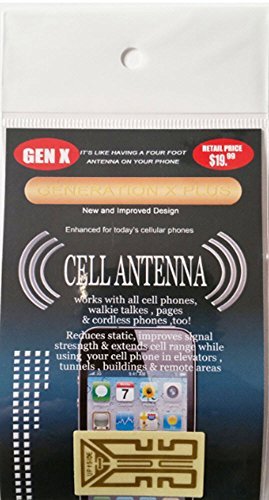 GEN X
IT'S LIKE HAVING A FOUR FOOT
ANTENNA ON YOUR PHONE
RETAIL PRICE
$19.99
GENERATION X PLUS
New and Improved Design
Enhanced for today's cellular phones
CELL ANTENNA
works with all cell phones,
walkie talkes , pages
& cordless phones ,too!
Reduces static, improves signal
strength & extends cell range while
using your cell phone in elevators ,
tunnels , buildings & remote areas